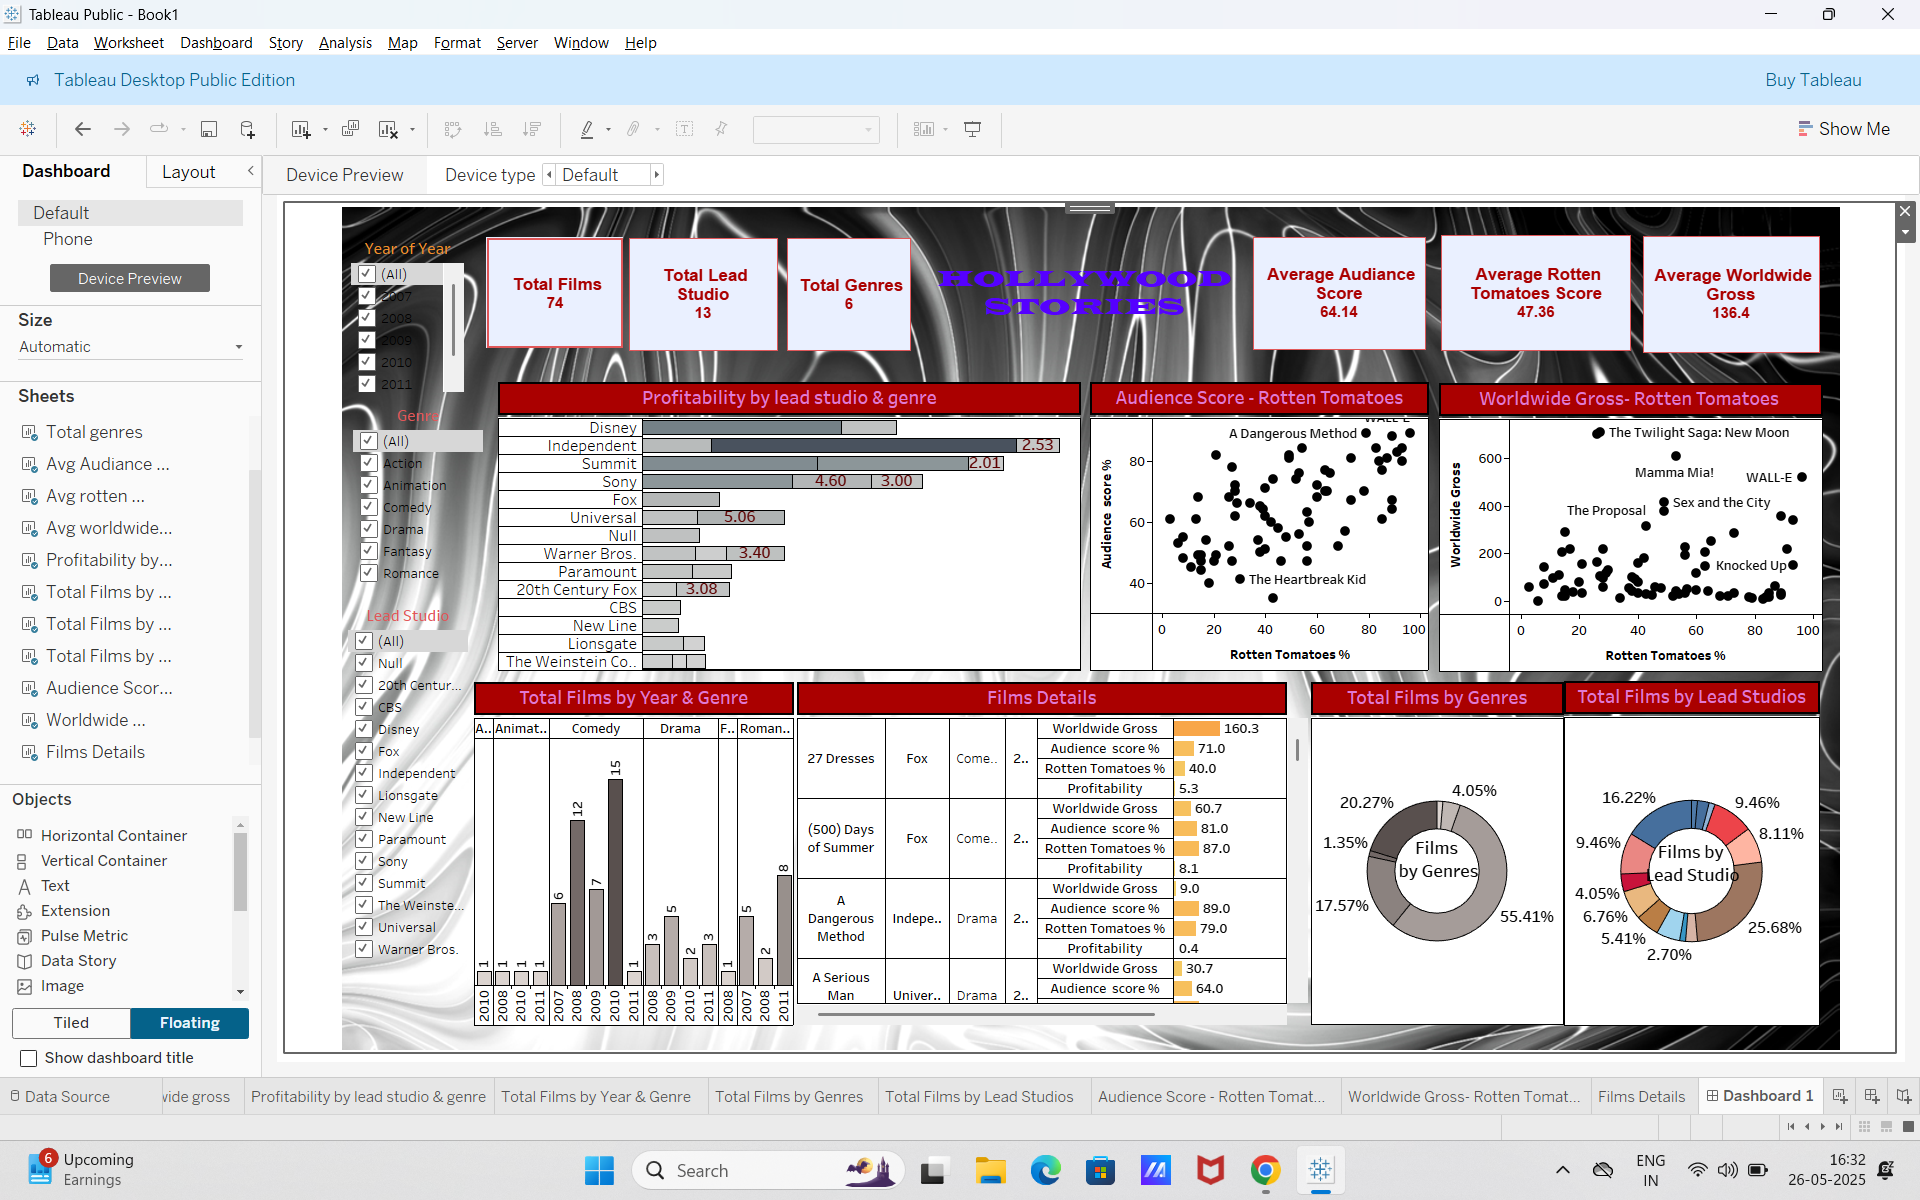 Tableau Public - Book1
File Data Worksheet Dashboard Story Analysis Map Format Server Window Help
Tableau Desktop Public Edition
Buy Tableau
Show Me
Dashboard
Layout
Device Preview
Device type
Default
Default
Phone
Device Preview
Size
Automatic
Sheets
Total genres
Avg Audiance ...
Avg rotten ...
Avg worldwide...
Profitability by...
Total Films by ...
Total Films by ...
Total Films by ...
Audience Scor...
Worldwide ...
Films Details
Objects
Horizontal Container
Vertical Container
Text
Extension
Pulse Metric
Data Story
Image
Tiled
Floating
Show dashboard title
Year of Year
(All)
2007
2008
2009
2010
2011
Genre
(All)
Action
Animation
Comedy
Drama
Fantasy
Romance
Lead Studio
(All)
Null
20th Centur...
CBS
Disney
Fox
Independent
Lionsgate
New Line
Paramount
Sony
Summit
The Weinste...
Universal
Warner Bros.
Total Films
74
Total Lead
Studio
13
Total Genres
6
HOLLYWOOD
STORIES
Average Audiance
Score
64.14
Average Rotten
Tomatoes Score
47.36
Average Worldwide
Gross
136.4
Profitability by lead studio & genre
Disney
Independent 2.53
Summit 2.01
Sony 4.60 3.00
Fox
Universal 5.06
Null
Warner Bros. 3.40
Paramount
20th Century Fox 3.08
CBS
New Line
Lionsgate
The Weinstein Co..
Audience Score - Rotten Tomatoes
WALL-E
A Dangerous Method
The Heartbreak Kid
Audience score %
80
60
40
0 20 40 60 80 100
Rotten Tomatoes %
Worldwide Gross- Rotten Tomatoes
The Twilight Saga: New Moon
Mamma Mia!
WALL-E
Sex and the City
The Proposal
Knocked Up
Worldwide Gross
600
400
200
0
0 20 40 60 80 100
Rotten Tomatoes %
Total Films by Year & Genre
A.. Animat.. Comedy Drama F.. Roman..
1 1 1 1 6 12 7 15 1 3 5 2 3 1 5 2 8
2010 2008 2010 2011 2007 2008 2009 2010 2011 2008 2009 2010 2011 2008 2007 2008 2011
Films Details
27 Dresses Fox Come.. 2..
Worldwide Gross 160.3
Audience score % 71.0
Rotten Tomatoes % 40.0
Profitability 5.3
(500) Days
of Summer Fox Come.. 2..
Worldwide Gross 60.7
Audience score % 81.0
Rotten Tomatoes % 87.0
Profitability 8.1
A
Dangerous
Method Indepe.. Drama 2..
Worldwide Gross 9.0
Audience score % 89.0
Rotten Tomatoes % 79.0
Profitability 0.4
A Serious
Man Univer.. Drama 2..
Worldwide Gross 30.7
Audience score % 64.0
Total Films by Genres
4.05%
20.27%
1.35%
17.57%
55.41%
Films
by Genres
Total Films by Lead Studios
16.22%
9.46%
8.11%
9.46%
4.05%
6.76%
5.41%
2.70%
25.68%
Films by
Lead Studio
Data Source
wide gross
Profitability by lead studio & genre
Total Films by Year & Genre
Total Films by Genres
Total Films by Lead Studios
Audience Score - Rotten Tomat...
Worldwide Gross- Rotten Tomat...
Films Details
Dashboard 1
6
Upcoming
Earnings
Search
ENG
IN
16:32
26-05-2025